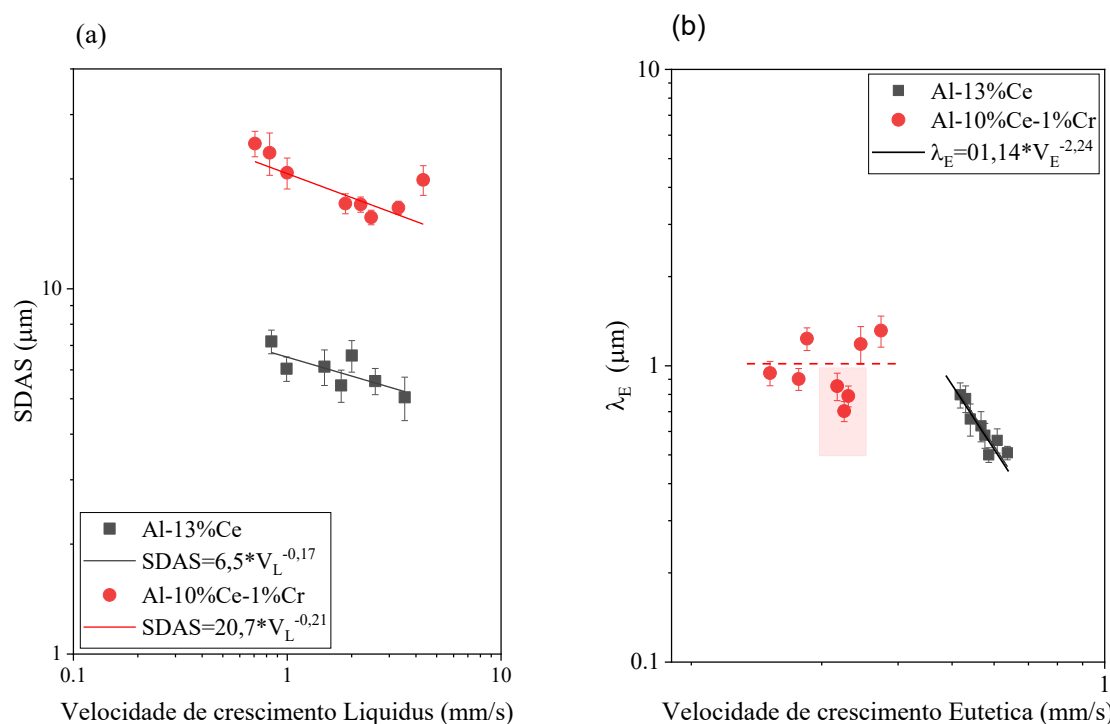 (a)
SDAS (μm)
10
1
0.1
1
10
Al-13%Ce
SDAS=6,5*V_L^-0,17
Al-10%Ce-1%Cr
SDAS=20,7*V_L^-0,21
Velocidade de crescimento Liquidus (mm/s)
(b)
λ_E (μm)
10
1
0.1
1
Al-13%Ce
Al-10%Ce-1%Cr
λ_E=01,14*V_E^-2,24
Velocidade de crescimento Eutetica (mm/s)